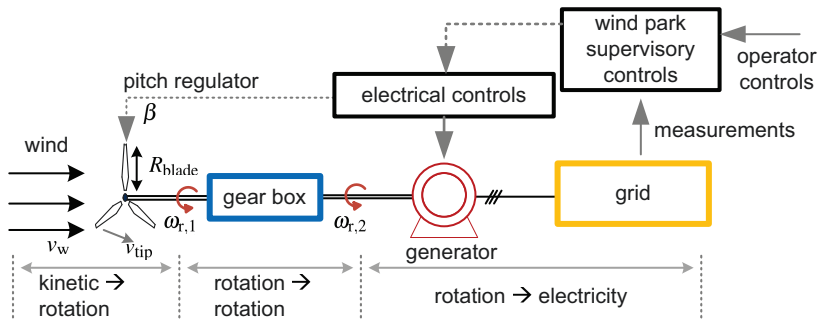 wind park
supervisory
controls
operator
controls
pitch regulator
electrical controls
β
measurements
wind
R_blade
gear box
grid
ω_r,1
ω_r,2
v_w
v_tip
generator
kinetic →
rotation
rotation →
rotation
rotation → electricity